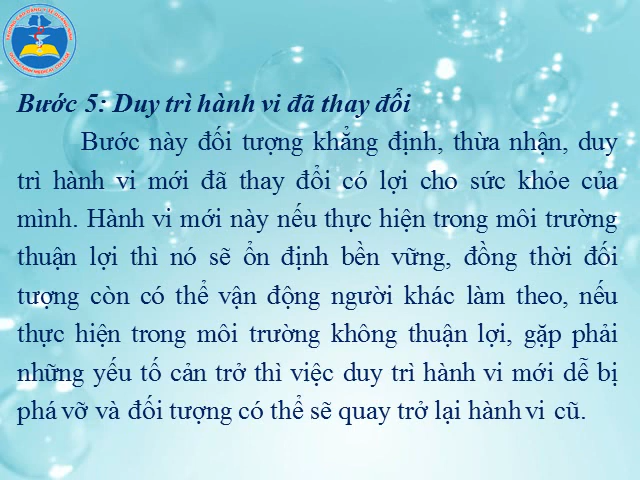 Bước 5: Duy trì hành vi đã thay đổi
Bước này đối tượng khẳng định, thừa nhận, duy
trì hành vi mới đã thay đổi có lợi cho sức khỏe của
mình. Hành vi mới này nếu thực hiện trong môi trường
thuận lợi thì nó sẽ ổn định bền vững, đồng thời đối
tượng còn có thể vận động người khác làm theo, nếu
thực hiện trong môi trường không thuận lợi, gặp phải
những yếu tố cản trở thì việc duy trì hành vi mới dễ bị
phá vỡ và đối tượng có thể sẽ quay trở lại hành vi cũ.